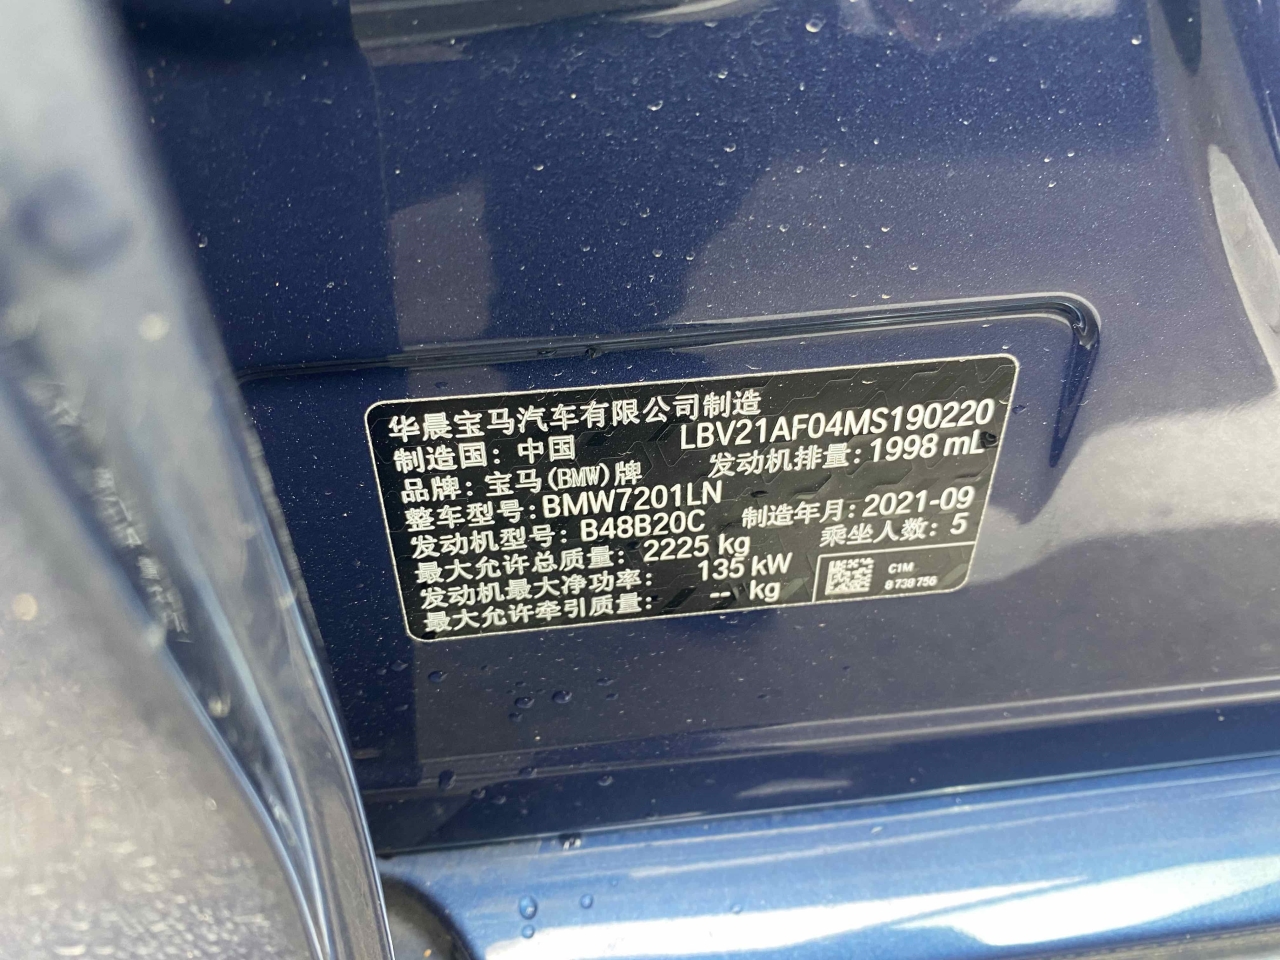 华晨宝马汽车有限公司制造
制造国：中国 LBV21AF04MS190220
品牌：宝马(BMW)牌 发动机排量：1998 mL
整车型号：BMW7201LN
发动机型号：B48B20C 制造年月：2021-09
最大允许总质量：2225 kg 乘坐人数：5
发动机最大净功率：135 kW
最大允许牵引质量：-- kg
C1M
8 738 756